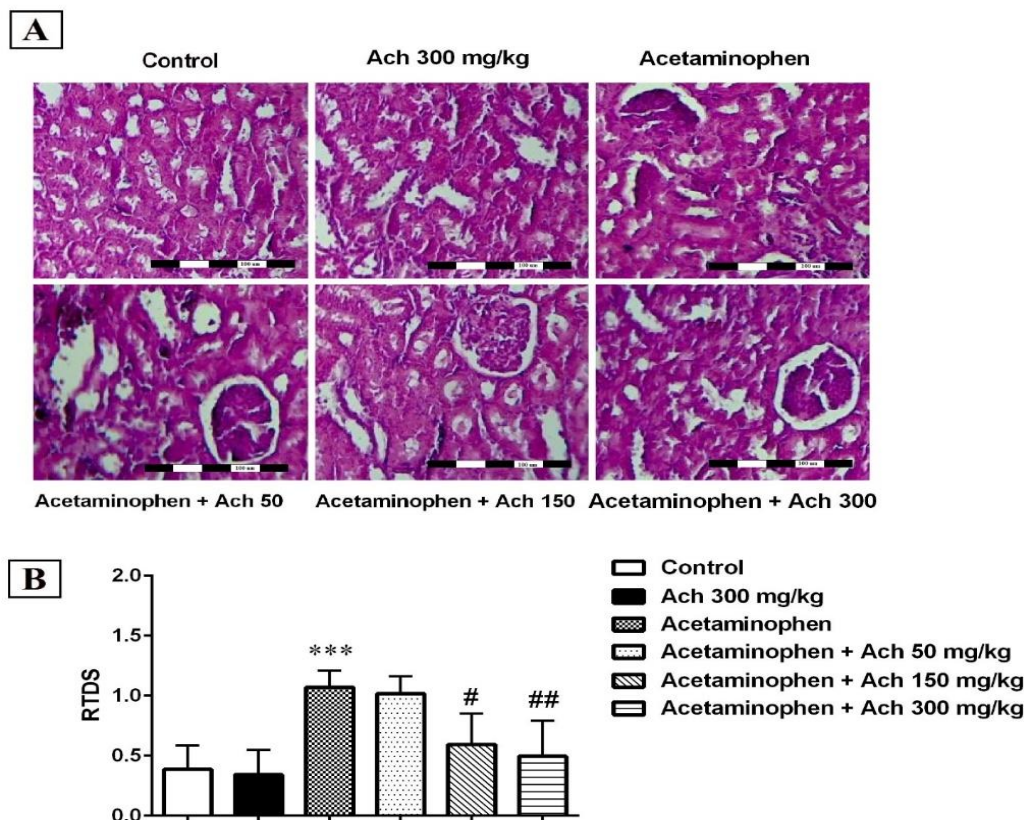 A
Control
Ach 300 mg/kg
Acetaminophen
Acetaminophen + Ach 50
Acetaminophen + Ach 150
Acetaminophen + Ach 300
B
2.0
1.5
1.0
0.5
0.0
RTDS
***
#
##
Control
Ach 300 mg/kg
Acetaminophen
Acetaminophen + Ach 50 mg/kg
Acetaminophen + Ach 150 mg/kg
Acetaminophen + Ach 300 mg/kg